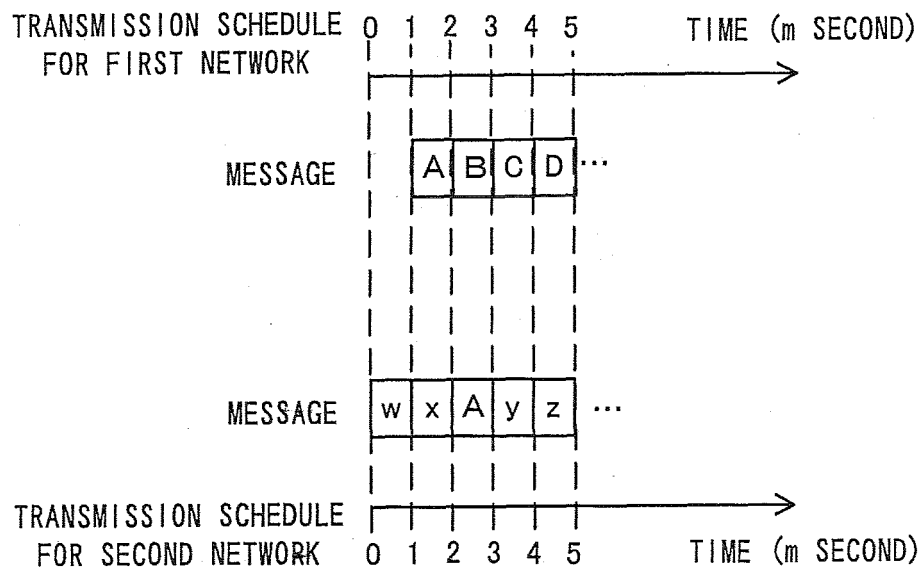 TRANSMISSION SCHEDULE
FOR FIRST NETWORK
0 1 2 3 4 5
TIME (m SECOND)
MESSAGE
A B C D ...
MESSAGE
w x A y z ...
TRANSMISSION SCHEDULE
FOR SECOND NETWORK
0 1 2 3 4 5
TIME (m SECOND)